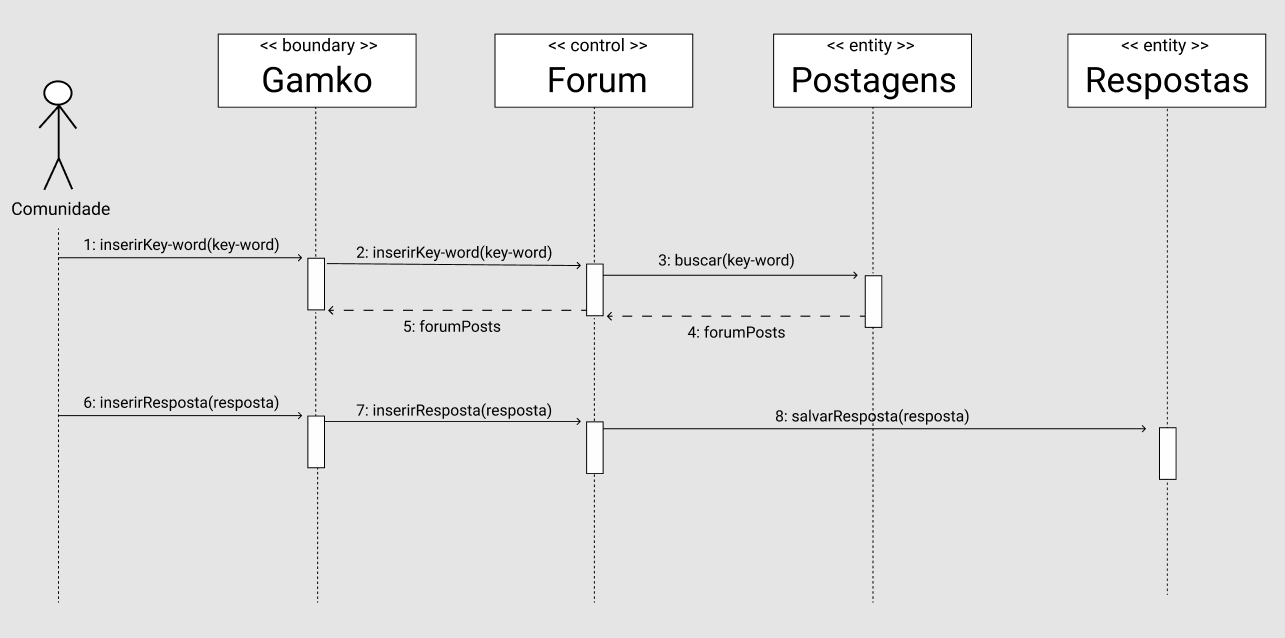 << boundary >>
Gamko
<< control >>
Forum
<< entity >>
Postagens
<< entity >>
Respostas
Comunidade
1: inserirKey-word(key-word)
2: inserirKey-word(key-word)
3: buscar(key-word)
5: forumPosts
4: forumPosts
6: inserirResposta(resposta)
7: inserirResposta(resposta)
8: salvarResposta(resposta)